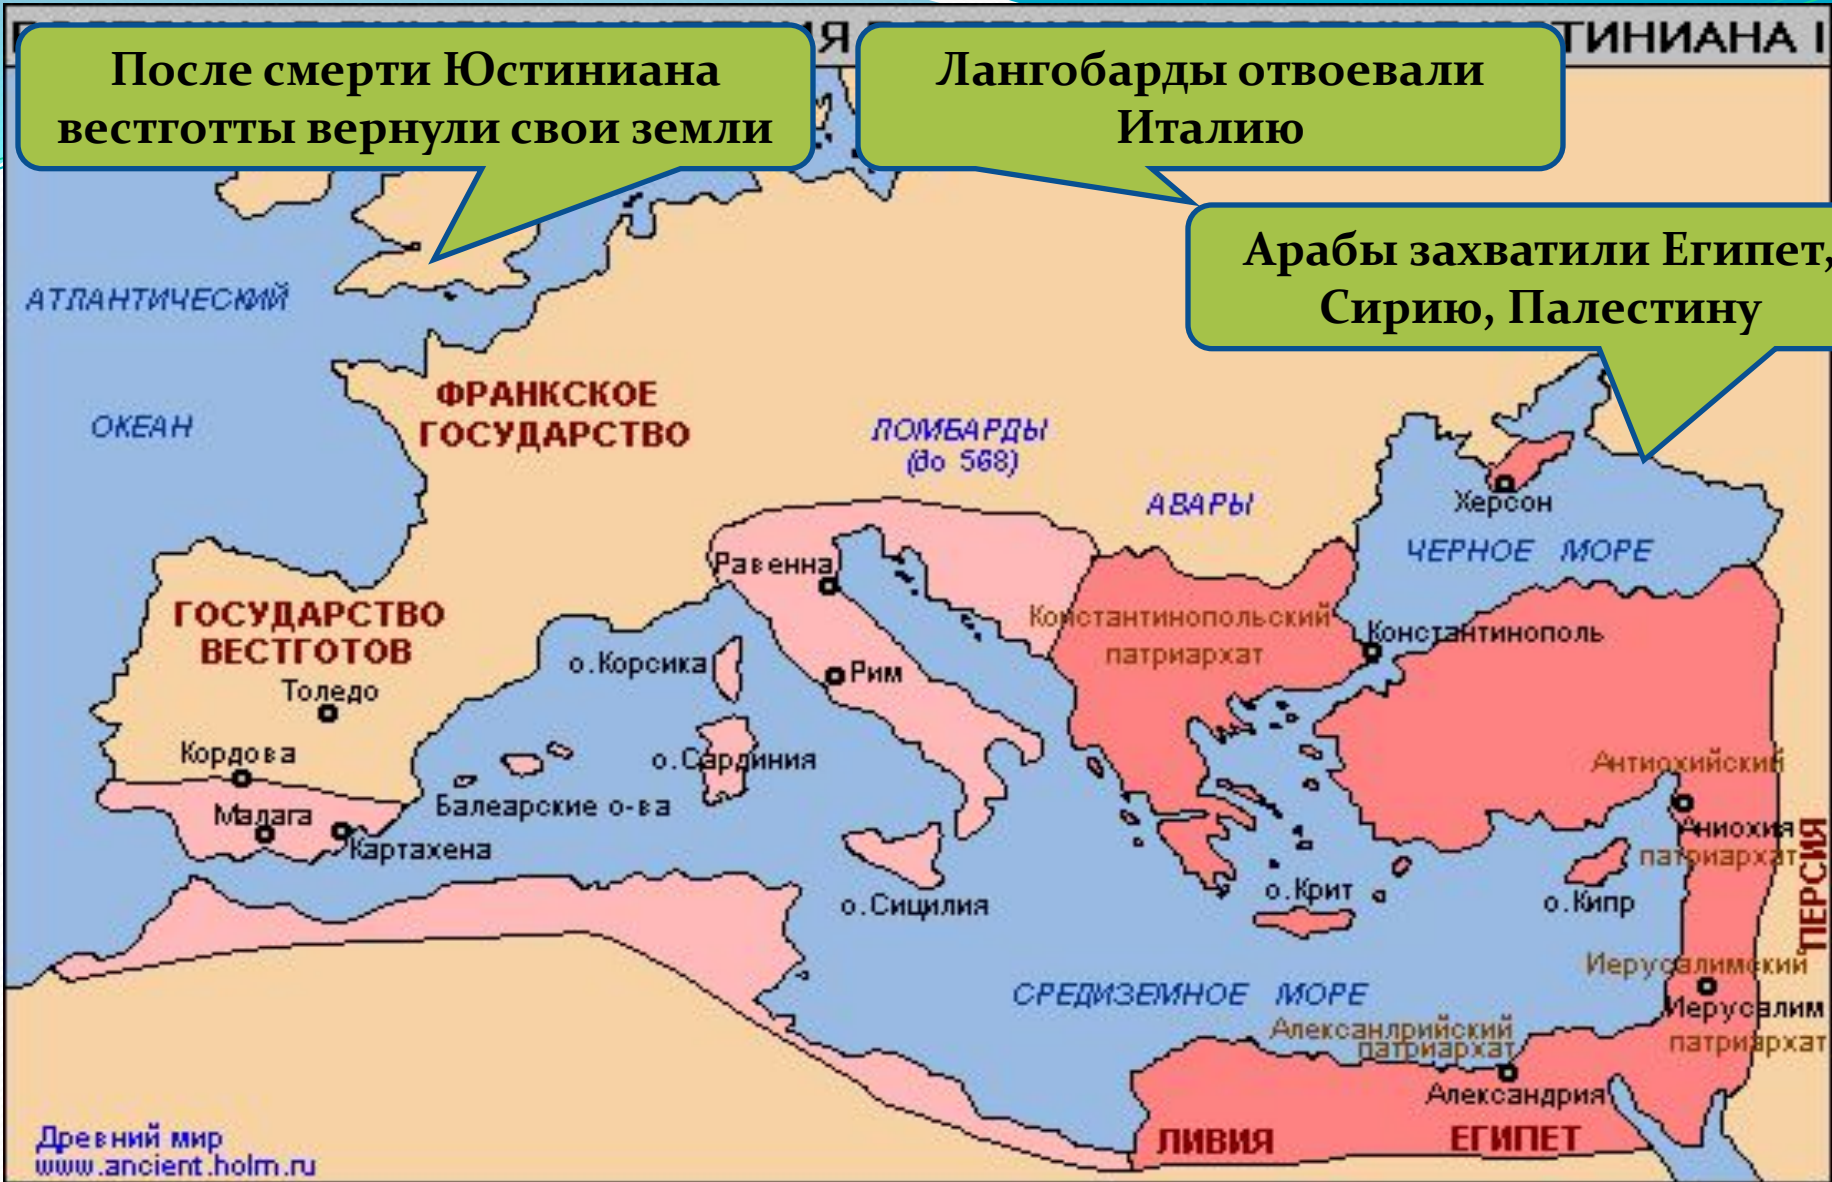 ТИНИАНА I
После смерти Юстиниана
вестготты вернули свои земли
Лангобарды отвоевали
Италию
Арабы захватили Египет,
Сирию, Палестину
АТЛАНТИЧЕСКИЙ
ОКЕАН
ФРАНКСКОЕ
ГОСУДАРСТВО
ЛОМБАРДЫ
(до 568)
АВАРЫ
Херсон
ЧЕРНОЕ МОРЕ
Равенна
ГОСУДАРСТВО
ВЕСТГОТОВ
Толедо
Константинопольский
патриархат
Константинополь
о.Корсика
Рим
Кордова
о.Сардиния
Антиохийский
Малага
Балеарские о-ва
Картахена
Аниохия
патриархат
ПЕРСИЯ
о.Сицилия
о.Крит
о.Кипр
Иерусалимский
СРЕДИЗЕМНОЕ МОРЕ
Иерусалим
Алексанлрийский
патриархат
патриархат
Александрия
ЛИВИЯ
ЕГИПЕТ
Древний мир
www.ancient.holm.ru